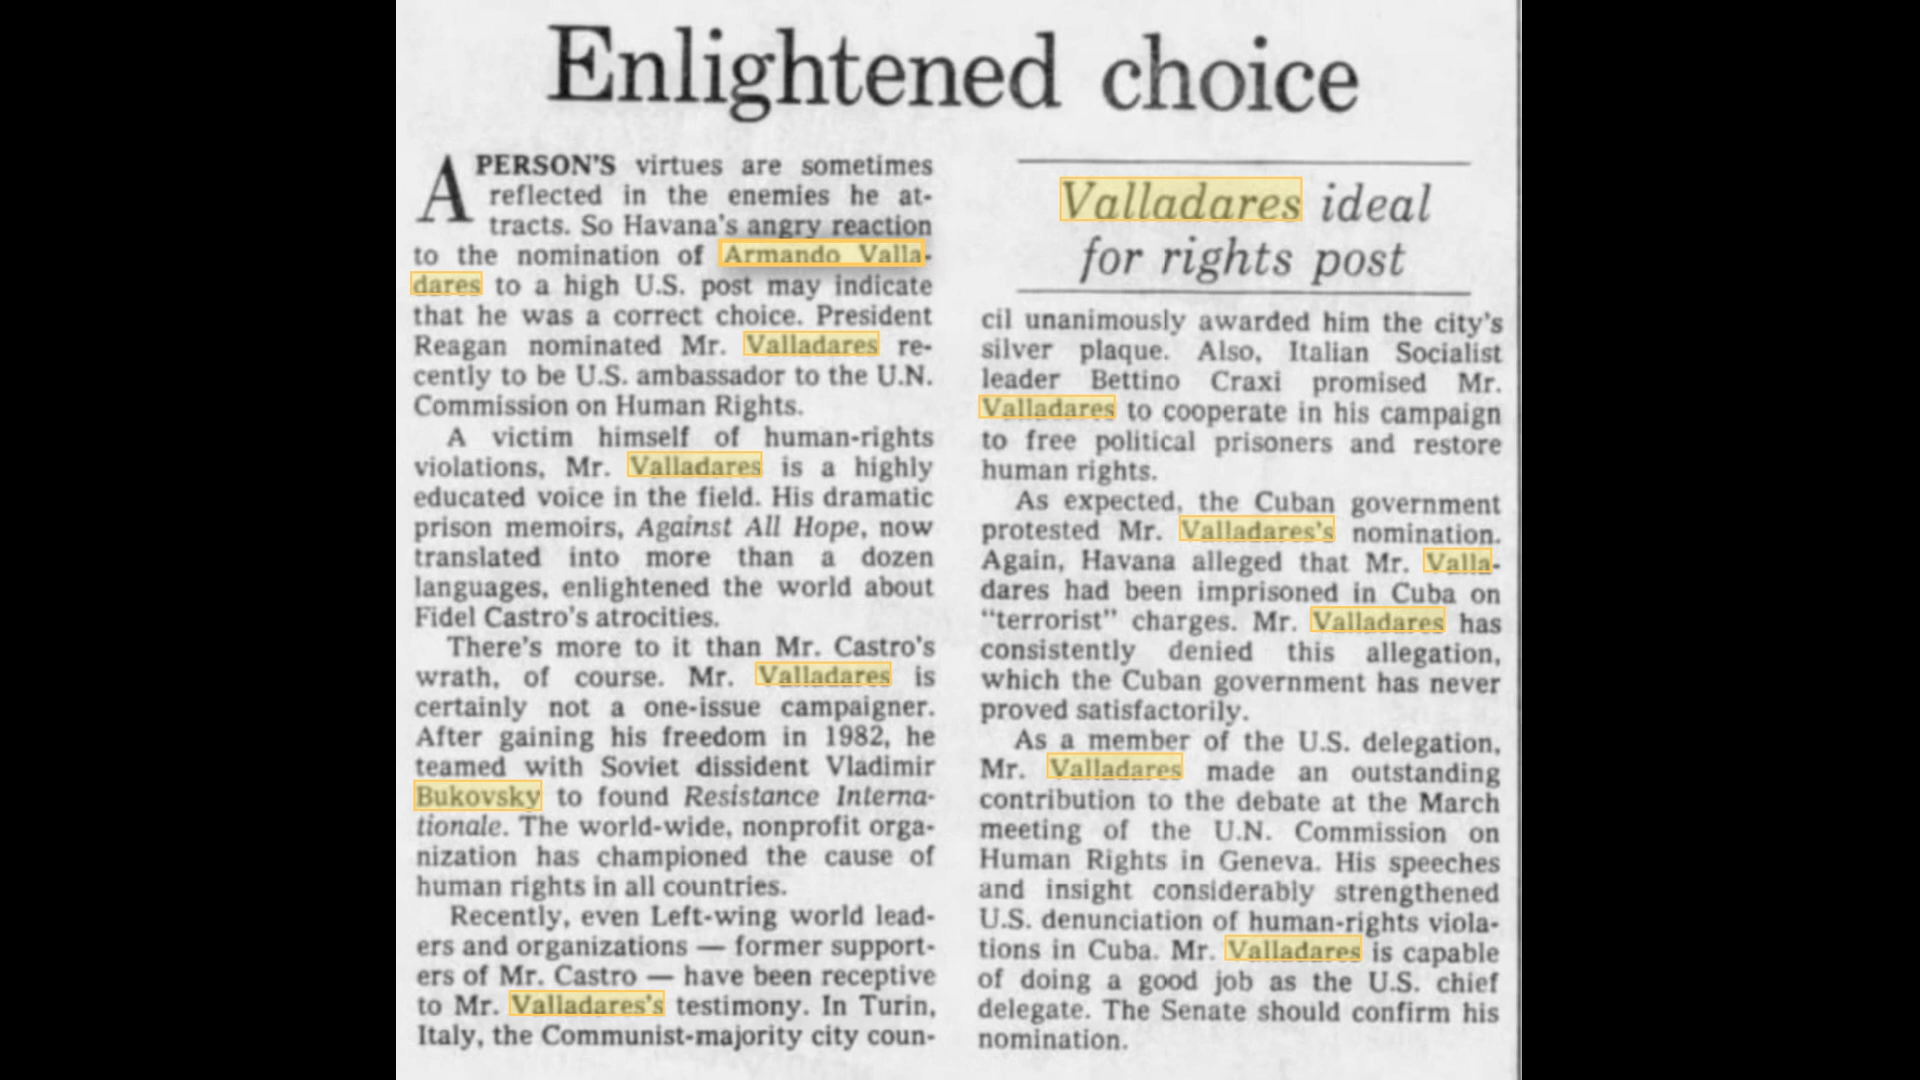 Enlightened choice
A PERSON'S virtues are sometimes
reflected in the enemies he at-
tracts. So Havana's angry reaction
to the nomination of Armando Valla-
dares to a high U.S. post may indicate
that he was a correct choice. President
Reagan nominated Mr. Valladares re-
cently to be U.S. ambassador to the U.N.
Commission on Human Rights.
A victim himself of human-rights
violations, Mr. Valladares is a highly
educated voice in the field. His dramatic
prison memoirs, Against All Hope, now
translated into more than a dozen
languages, enlightened the world about
Fidel Castro's atrocities.
There's more to it than Mr. Castro's
wrath, of course. Mr. Valladares is
certainly not a one-issue campaigner.
After gaining his freedom in 1982, he
teamed with Soviet dissident Vladimir
Bukovsky to found Resistance Interna-
tionale. The world-wide, nonprofit orga-
nization has championed the cause of
human rights in all countries.
Recently, even Left-wing world lead-
ers and organizations — former support-
ers of Mr. Castro — have been receptive
to Mr. Valladares's testimony. In Turin,
Italy, the Communist-majority city coun-
Valladares ideal
for rights post
cil unanimously awarded him the city's
silver plaque. Also, Italian Socialist
leader Bettino Craxi promised Mr.
Valladares to cooperate in his campaign
to free political prisoners and restore
human rights.
As expected, the Cuban government
protested Mr. Valladares's nomination.
Again, Havana alleged that Mr. Valla-
dares had been imprisoned in Cuba on
"terrorist" charges. Mr. Valladares has
consistently denied this allegation,
which the Cuban government has never
proved satisfactorily.
As a member of the U.S. delegation,
Mr. Valladares made an outstanding
contribution to the debate at the March
meeting of the U.N. Commission on
Human Rights in Geneva. His speeches
and insight considerably strengthened
U.S. denunciation of human-rights viola-
tions in Cuba. Mr. Valladares is capable
of doing a good job as the U.S. chief
delegate. The Senate should confirm his
nomination.